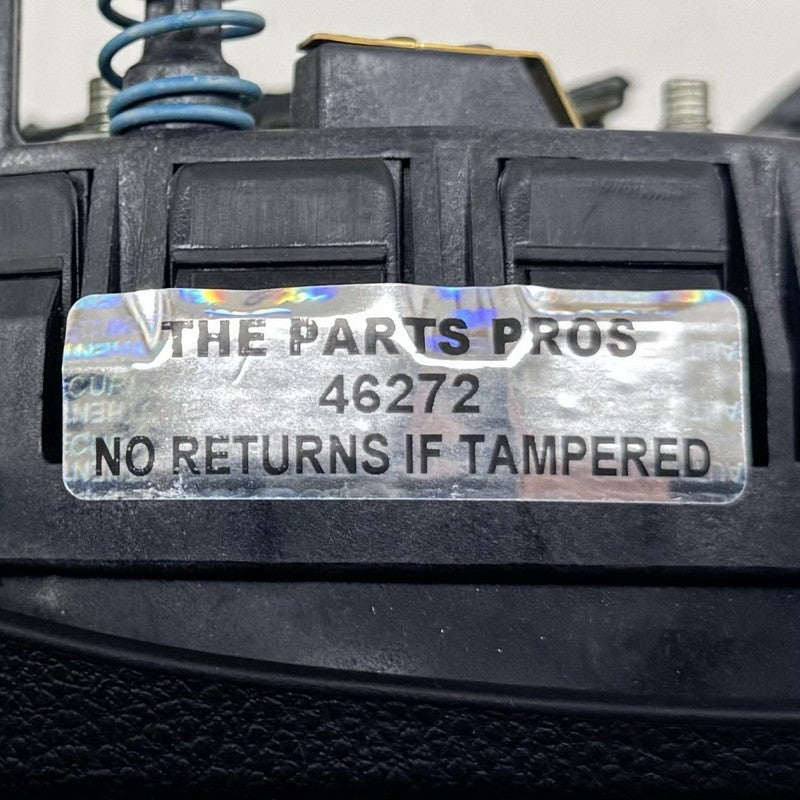 THE PARTS PROS
46272
NO RETURNS IF TAMPERED